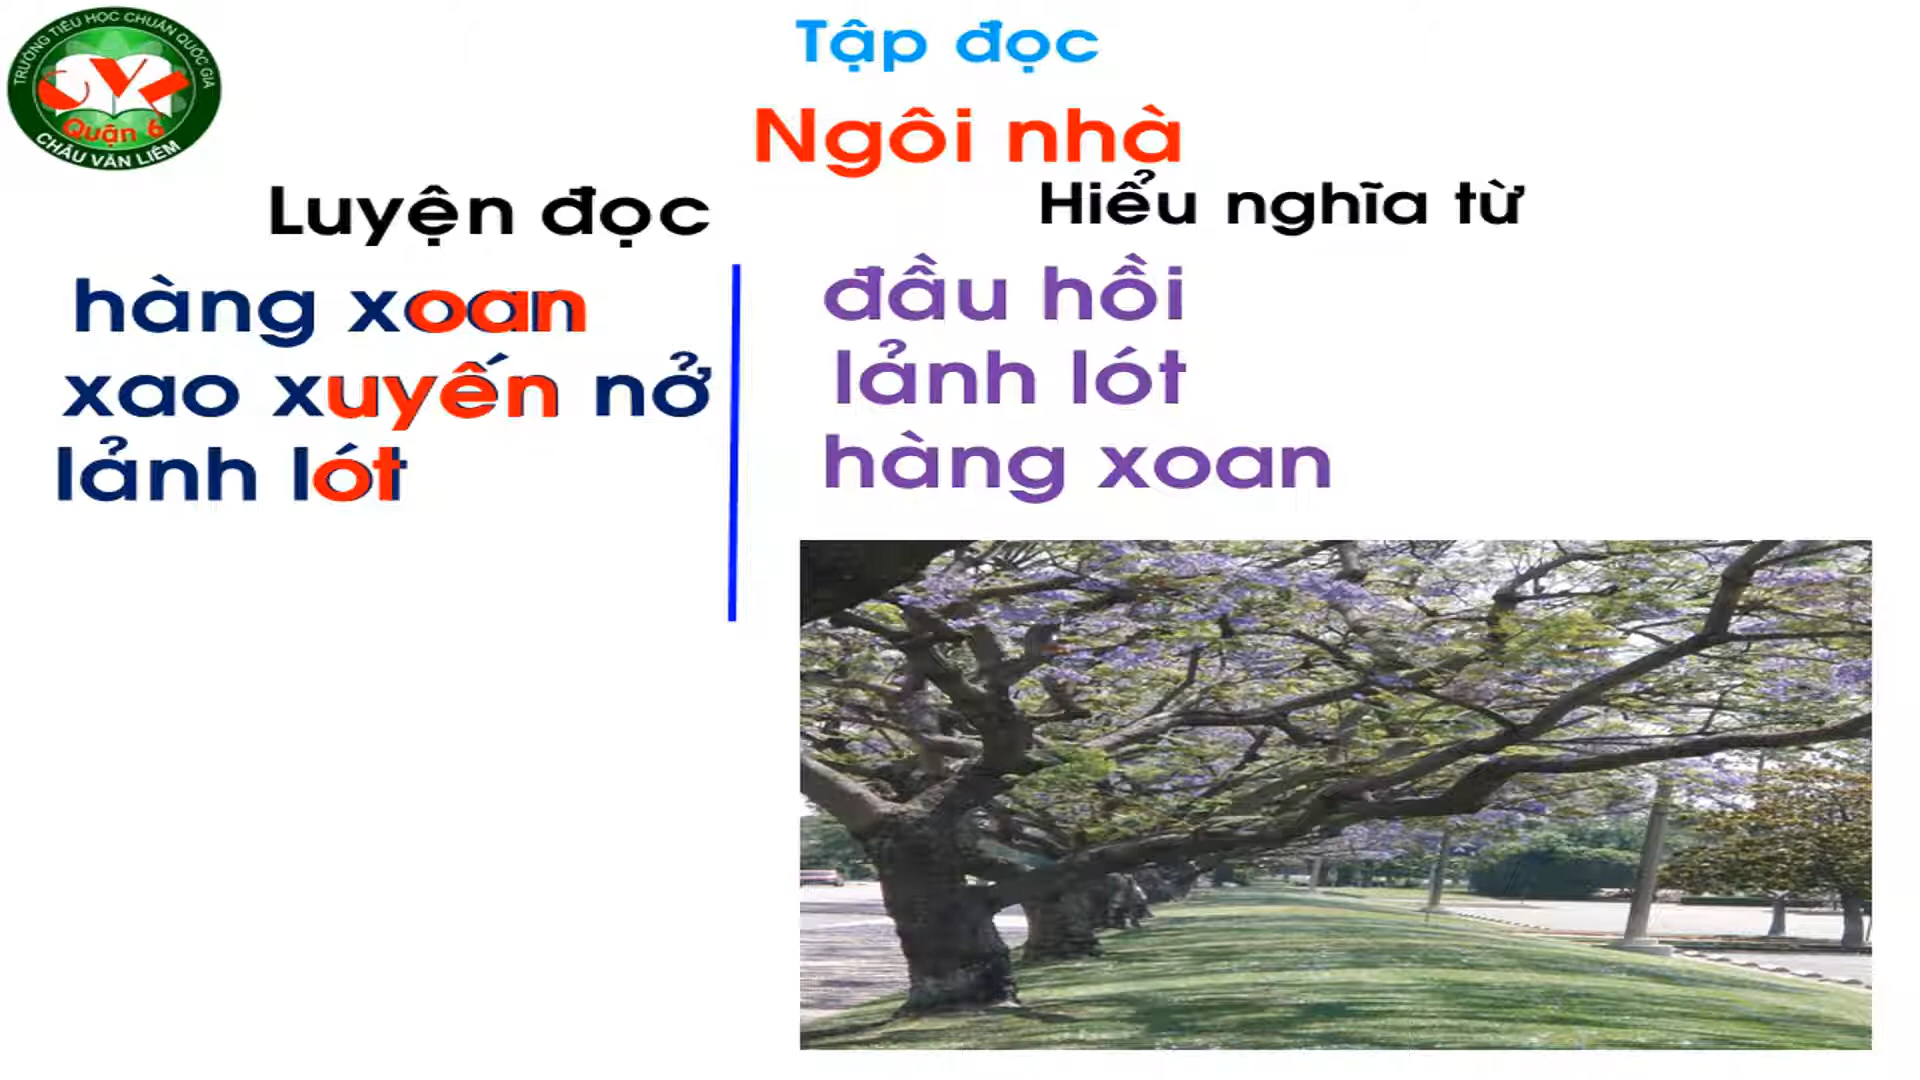 TRƯỜNG TIỂU HỌC CHUẨN QUỐC GIA
CVL
Quận 6
CHÂU VĂN LIÊM
Tập đọc
Ngôi nhà
Luyện đọc
hàng xoan
xao xuyến nở
lảnh lót
Hiểu nghĩa từ
đầu hồi
lảnh lót
hàng xoan